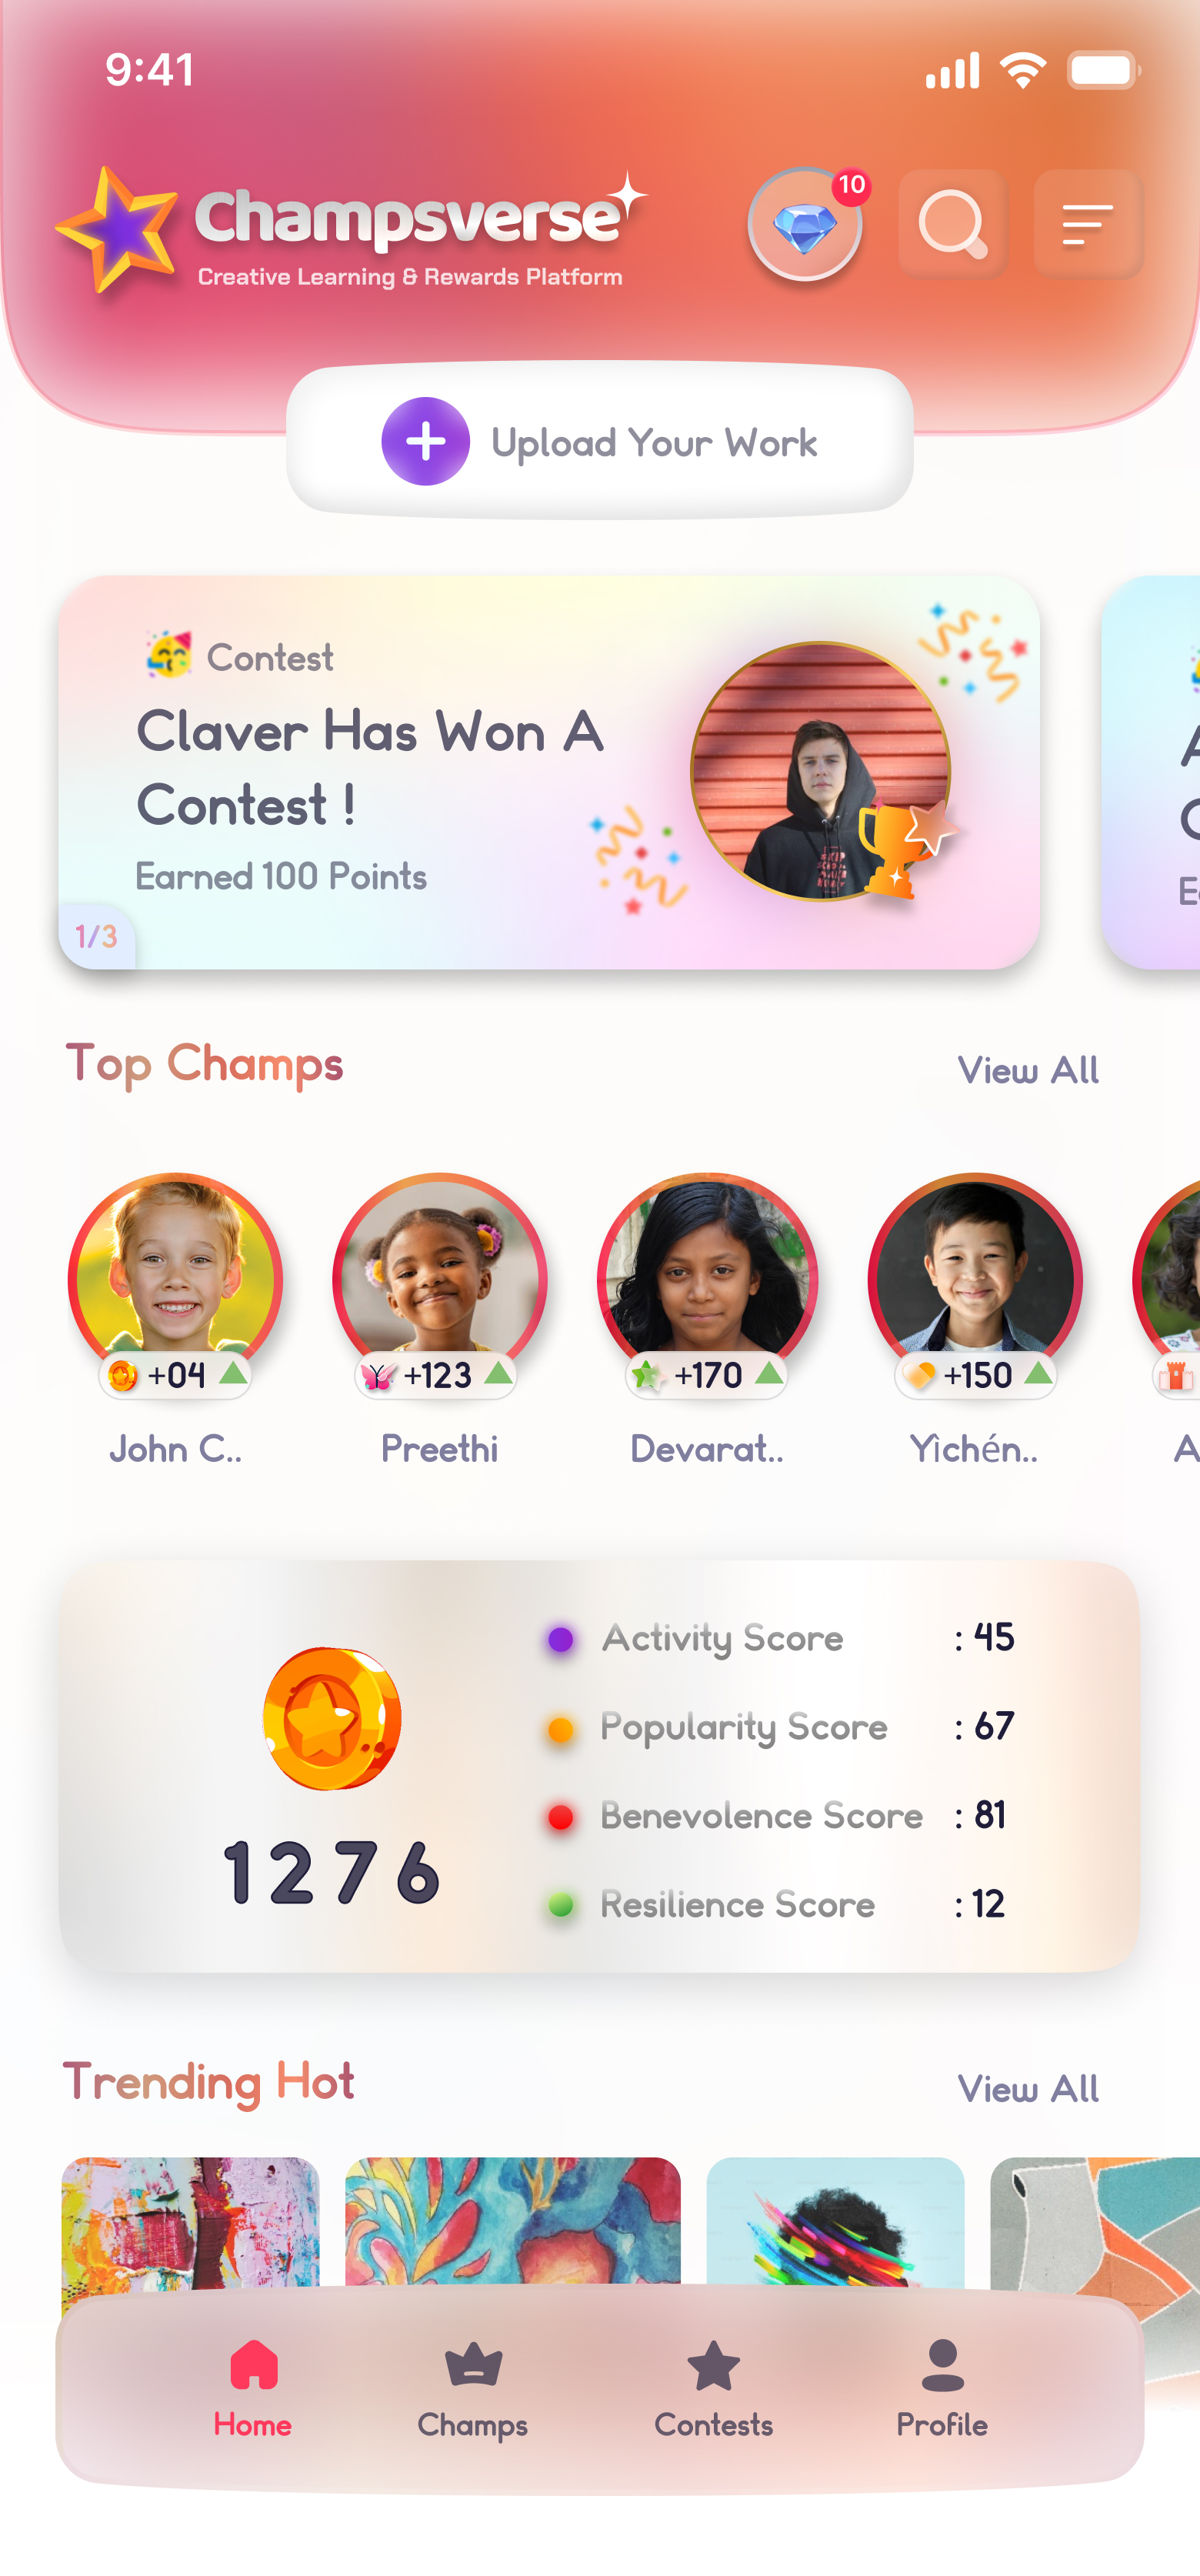 9:41
Champsverse
Creative Learning & Rewards Platform
10
Upload Your Work
Contest
Claver Has Won A
Contest !
Earned 100 Points
1/3
Top Champs
View All
+04
+123
+170
+150
John C..
Preethi
Devarat..
Yìchén..
A
1276
Activity Score : 45
Popularity Score : 67
Benevolence Score : 81
Resilience Score : 12
Trending Hot
View All
Home
Champs
Contests
Profile